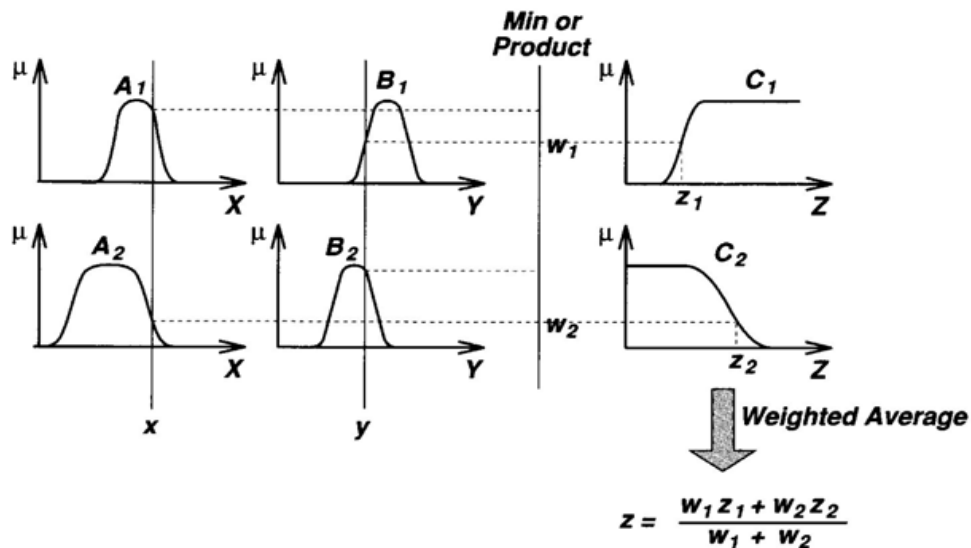 Min or
Product
μ A₁ μ B₁ μ C₁
w₁
X Y z₁ Z
μ A₂ μ B₂ μ C₂
w₂
X Y z₂ Z
x y
Weighted Average
z = w₁ z₁ + w₂ z₂ / w₁ + w₂